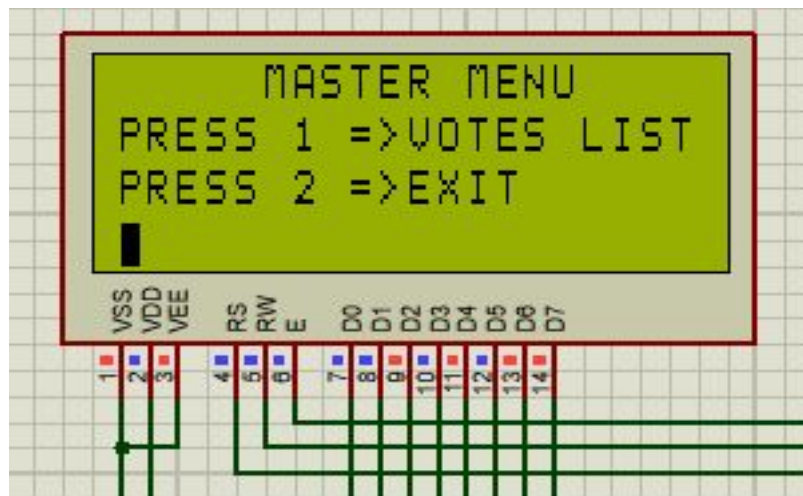 MASTER MENU
PRESS 1 =>VOTES LIST
PRESS 2 =>EXIT
VSS VDD VEE RS RW E D0 D1 D2 D3 D4 D5 D6 D7
1 2 3 4 5 6 7 8 9 10 11 12 13 14